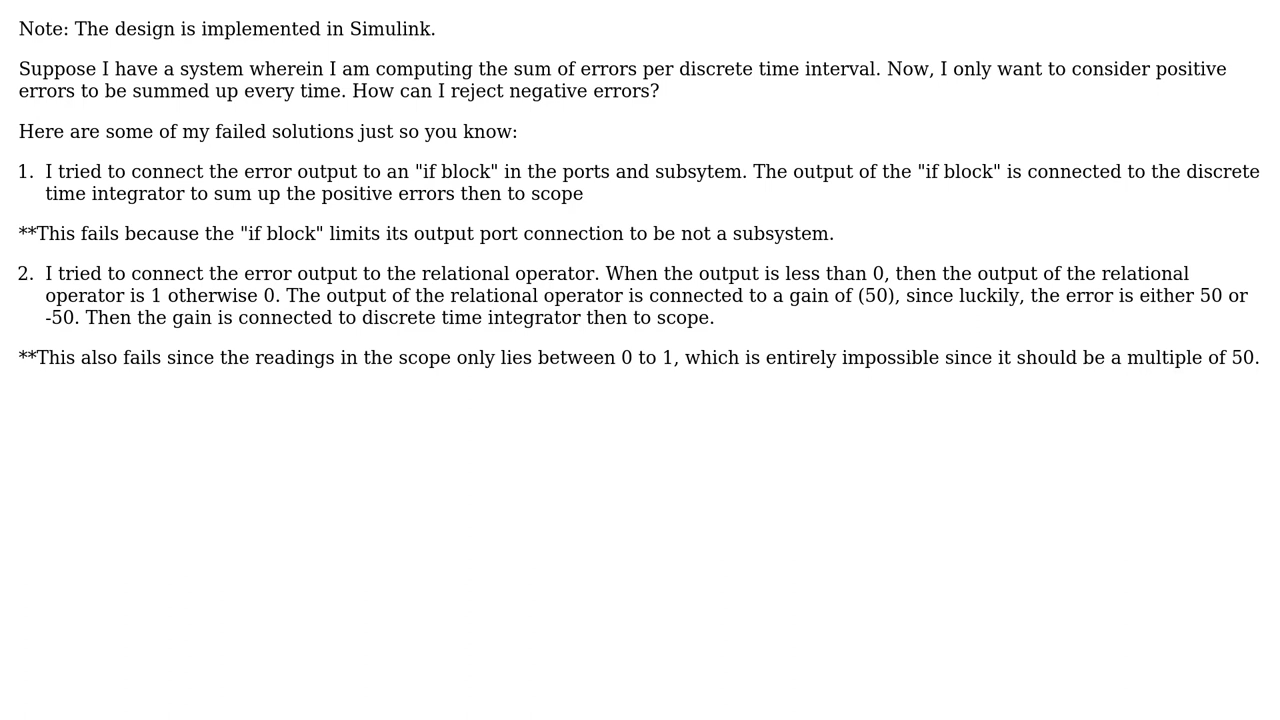 Note: The design is implemented in Simulink.
Suppose I have a system wherein I am computing the sum of errors per discrete time interval. Now, I only want to consider positive
errors to be summed up every time. How can I reject negative errors?
Here are some of my failed solutions just so you know:
1. I tried to connect the error output to an "if block" in the ports and subsytem. The output of the "if block" is connected to the discrete
time integrator to sum up the positive errors then to scope
**This fails because the "if block" limits its output port connection to be not a subsystem.
2. I tried to connect the error output to the relational operator. When the output is less than 0, then the output of the relational
operator is 1 otherwise 0. The output of the relational operator is connected to a gain of (50), since luckily, the error is either 50 or
-50. Then the gain is connected to discrete time integrator then to scope.
**This also fails since the readings in the scope only lies between 0 to 1, which is entirely impossible since it should be a multiple of 50.